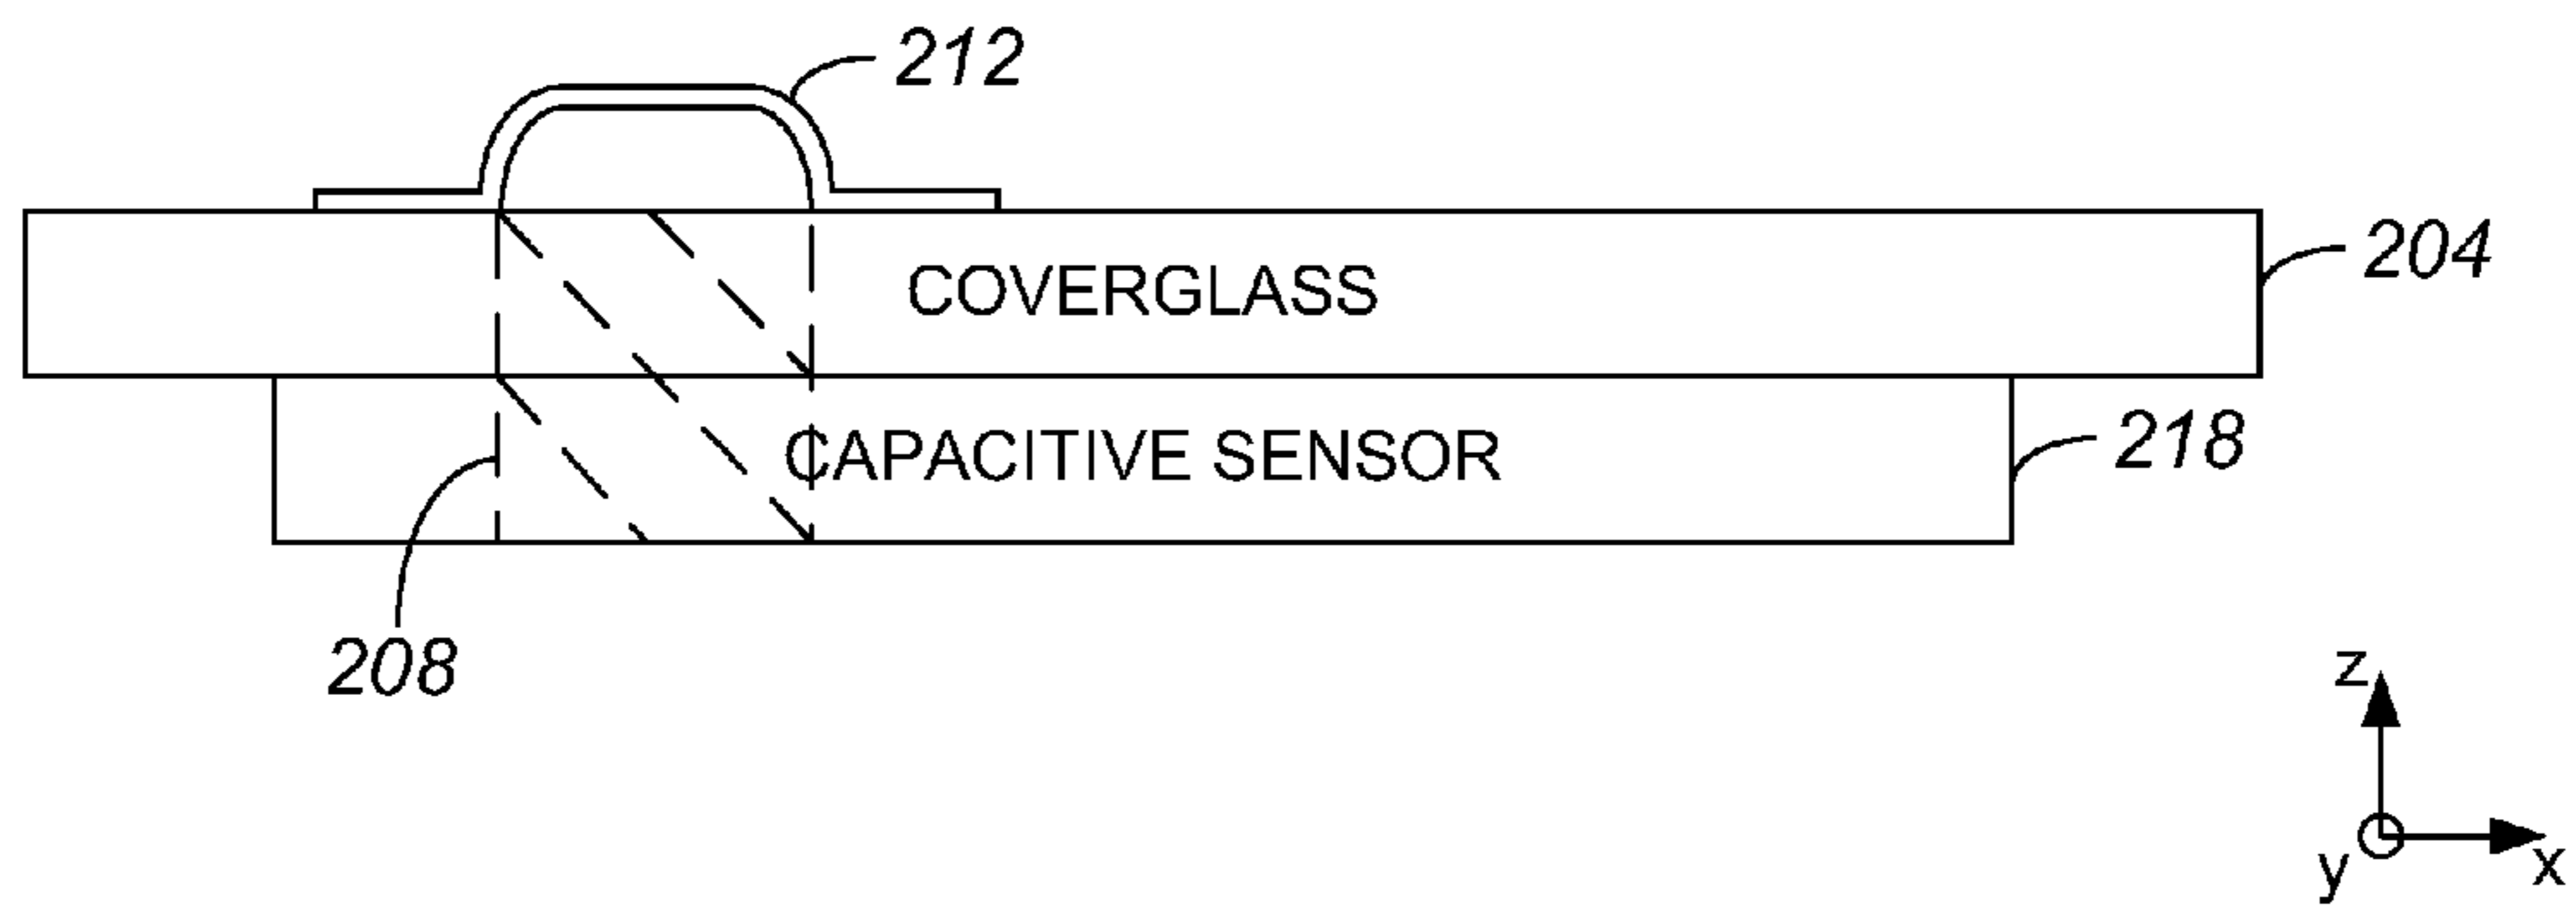 212
204
COVERGLASS
218
CAPACITIVE SENSOR
208
z
y
x